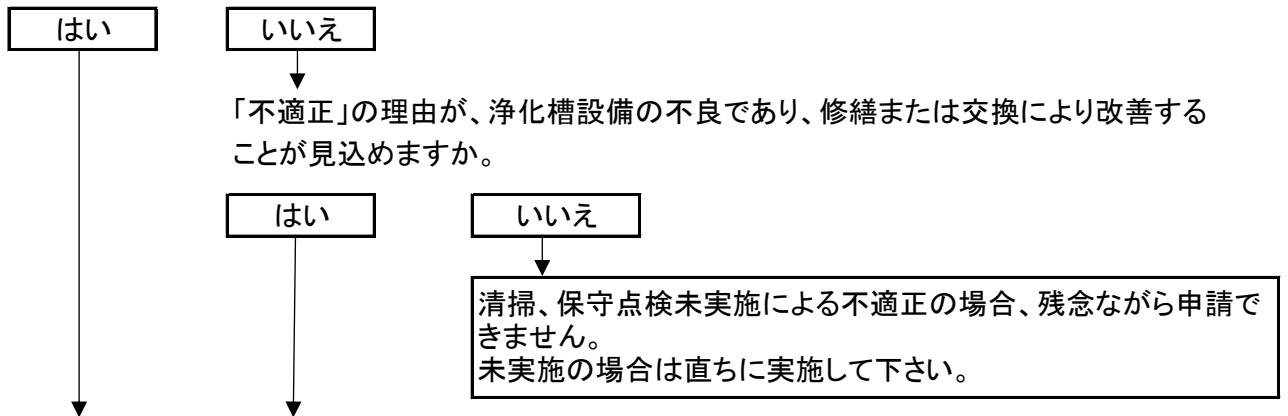 はい
いいえ
「不適正」の理由が、浄化槽設備の不良であり、修繕または交換により改善する
ことが見込めますか。
はい
いいえ
清掃、保守点検未実施による不適正の場合、残念ながら申請で
きません。
未実施の場合は直ちに実施して下さい。